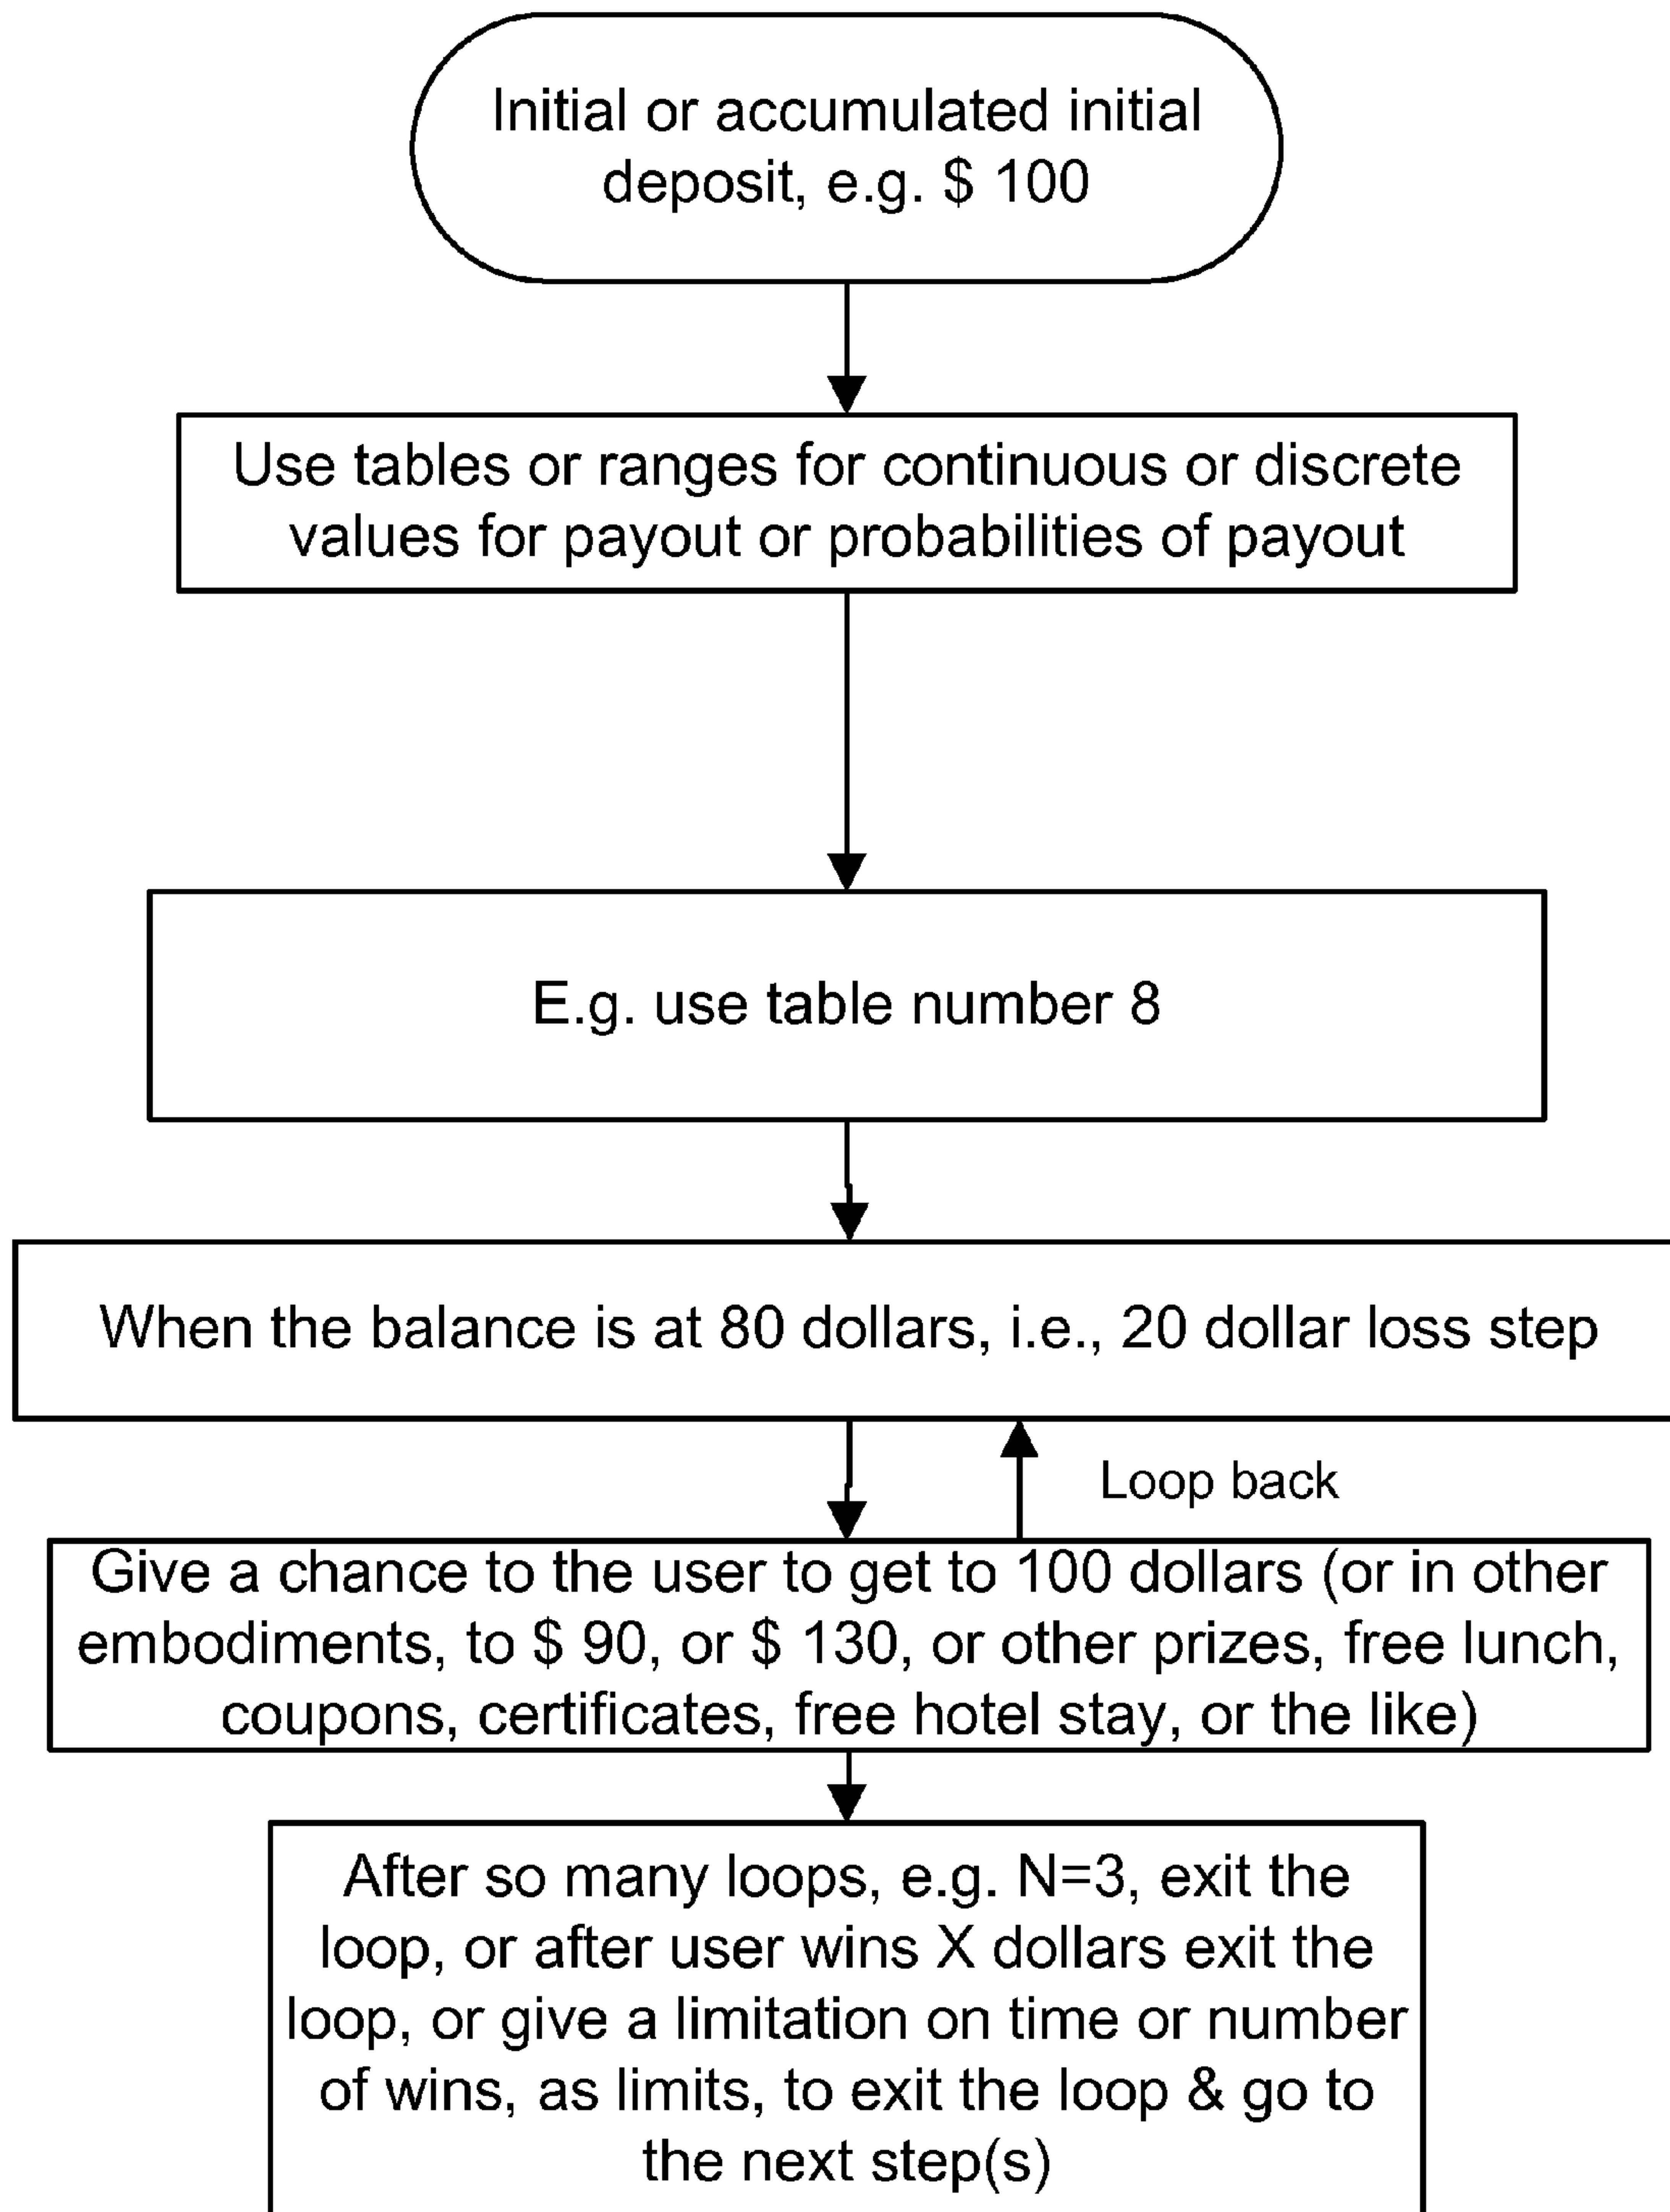 Initial or accumulated initial
deposit, e.g. $ 100
Use tables or ranges for continuous or discrete
values for payout or probabilities of payout
E.g. use table number 8
When the balance is at 80 dollars, i.e., 20 dollar loss step
Loop back
Give a chance to the user to get to 100 dollars (or in other
embodiments, to $ 90, or $ 130, or other prizes, free lunch,
coupons, certificates, free hotel stay, or the like)
After so many loops, e.g. N=3, exit the
loop, or after user wins X dollars exit the
loop, or give a limitation on time or number
of wins, as limits, to exit the loop & go to
the next step(s)